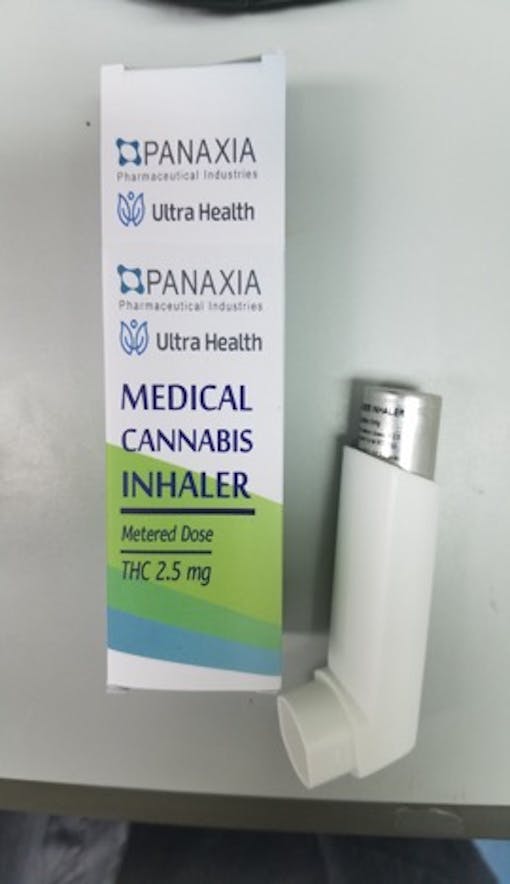 PANAXIA
Pharmaceutical Industries
Ultra Health
PANAXIA
Pharmaceutical Industries
Ultra Health
MEDICAL
CANNABIS
INHALER
Metered Dose
THC 2.5 mg
INHALER